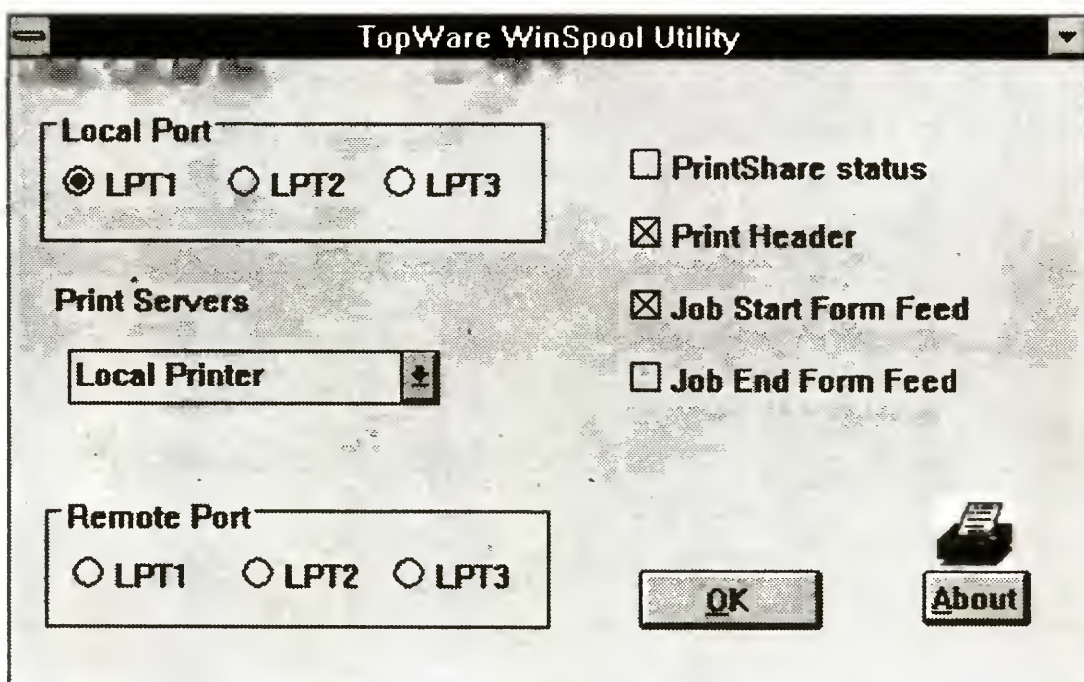 TopWare WinSpool Utility
Local Port
LPT1 LPT2 LPT3
Print Servers
Local Printer
Remote Port
LPT1 LPT2 LPT3
PrintShare status
Print Header
Job Start Form Feed
Job End Form Feed
OK
About